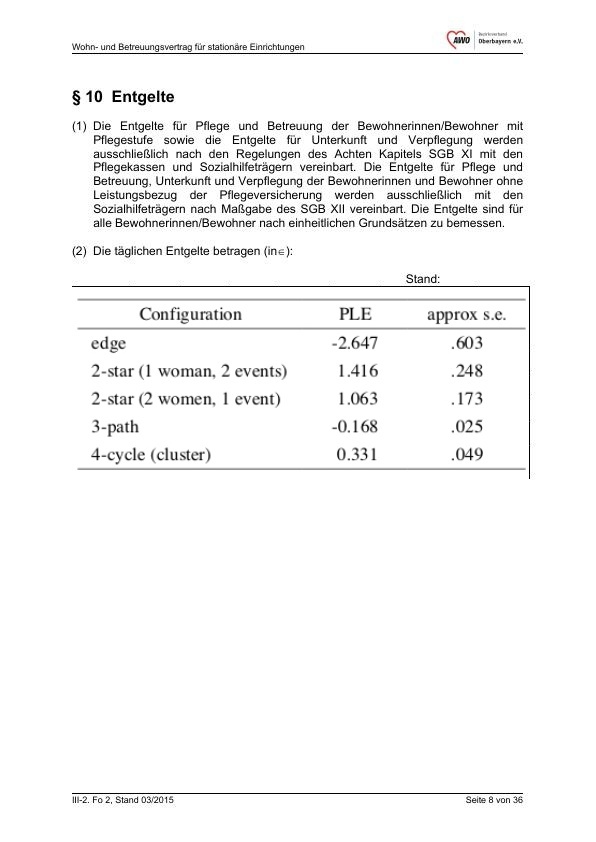 Wohn- und Betreuungsvertrag für stationäre Einrichtungen
AWO
Bezirksverband
Oberbayern e.V.
§ 10 Entgelte
(1) Die Entgelte für Pflege und Betreuung der Bewohnerinnen/Bewohner mit
Pflegestufe sowie die Entgelte für Unterkunft und Verpflegung werden
ausschließlich nach den Regelungen des Achten Kapitels SGB XI mit den
Pflegekassen und Sozialhilfeträgern vereinbart. Die Entgelte für Pflege und
Betreuung, Unterkunft und Verpflegung der Bewohnerinnen und Bewohner ohne
Leistungsbezug der Pflegeversicherung werden ausschließlich mit den
Sozialhilfeträgern nach Maßgabe des SGB XII vereinbart. Die Entgelte sind für
alle Bewohnerinnen/Bewohner nach einheitlichen Grundsätzen zu bemessen.
(2) Die täglichen Entgelte betragen (in€):
Stand:
Configuration PLE approx s.e.
edge -2.647 .603
2-star (1 woman, 2 events) 1.416 .248
2-star (2 women, 1 event) 1.063 .173
3-path -0.168 .025
4-cycle (cluster) 0.331 .049
III-2. Fo 2, Stand 03/2015 Seite 8 von 36